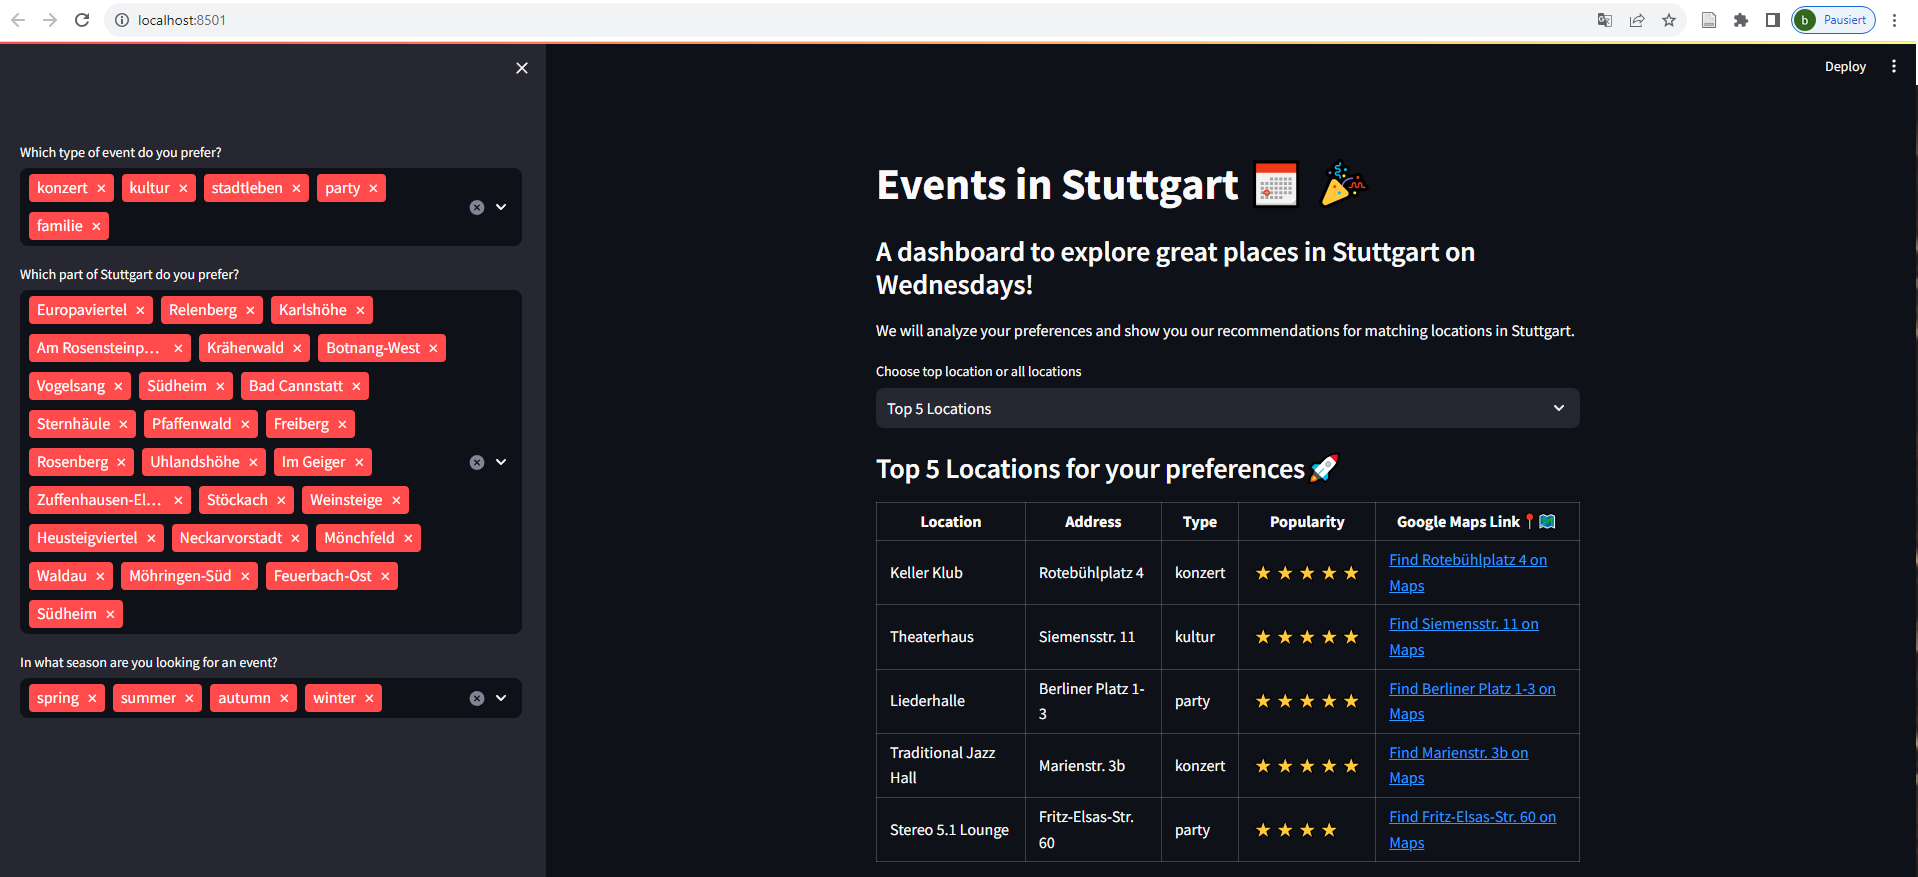 localhost:8501
b Pausiert
Deploy
Which type of event do you prefer?
konzert kultur stadtleben party
familie
Which part of Stuttgart do you prefer?
Europaviertel Relenberg Karlshöhe
Am Rosensteinp... Kräherwald Botnang-West
Vogelsang Südheim Bad Cannstatt
Sternhäule Pfaffenwald Freiberg
Rosenberg Uhlandshöhe Im Geiger
Zuffenhausen-El... Stöckach Weinsteige
Heusteigviertel Neckarvorstadt Mönchfeld
Waldau Möhringen-Süd Feuerbach-Ost
Südheim
In what season are you looking for an event?
spring summer autumn winter
Events in Stuttgart
A dashboard to explore great places in Stuttgart on
Wednesdays!
We will analyze your preferences and show you our recommendations for matching locations in Stuttgart.
Choose top location or all locations
Top 5 Locations
Top 5 Locations for your preferences
Location Address Type Popularity Google Maps Link
Keller Klub Rotebühlplatz 4 konzert ★ ★ ★ ★ ★ Find Rotebühlplatz 4 on
Maps
Theaterhaus Siemensstr. 11 kultur ★ ★ ★ ★ ★ Find Siemensstr. 11 on
Maps
Liederhalle Berliner Platz 1-
3 party ★ ★ ★ ★ ★ Find Berliner Platz 1-3 on
Maps
Traditional Jazz
Hall Marienstr. 3b konzert ★ ★ ★ ★ ★ Find Marienstr. 3b on
Maps
Stereo 5.1 Lounge Fritz-Elsas-Str.
60 party ★ ★ ★ ★ Find Fritz-Elsas-Str. 60 on
Maps